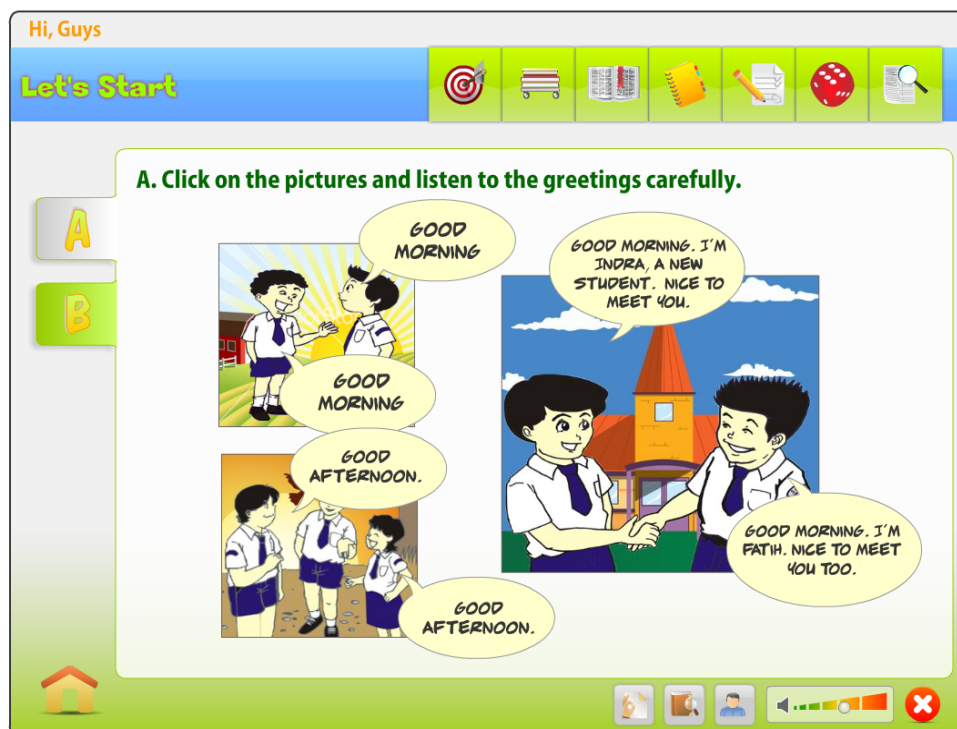 Hi, Guys
Let's Start
A. Click on the pictures and listen to the greetings carefully.
A
B
GOOD
MORNING
GOOD
MORNING
GOOD
AFTERNOON.
GOOD
AFTERNOON.
GOOD MORNING. I'M
INDRA, A NEW
STUDENT. NICE TO
MEET YOU.
GOOD MORNING. I'M
FATIH. NICE TO MEET
YOU TOO.